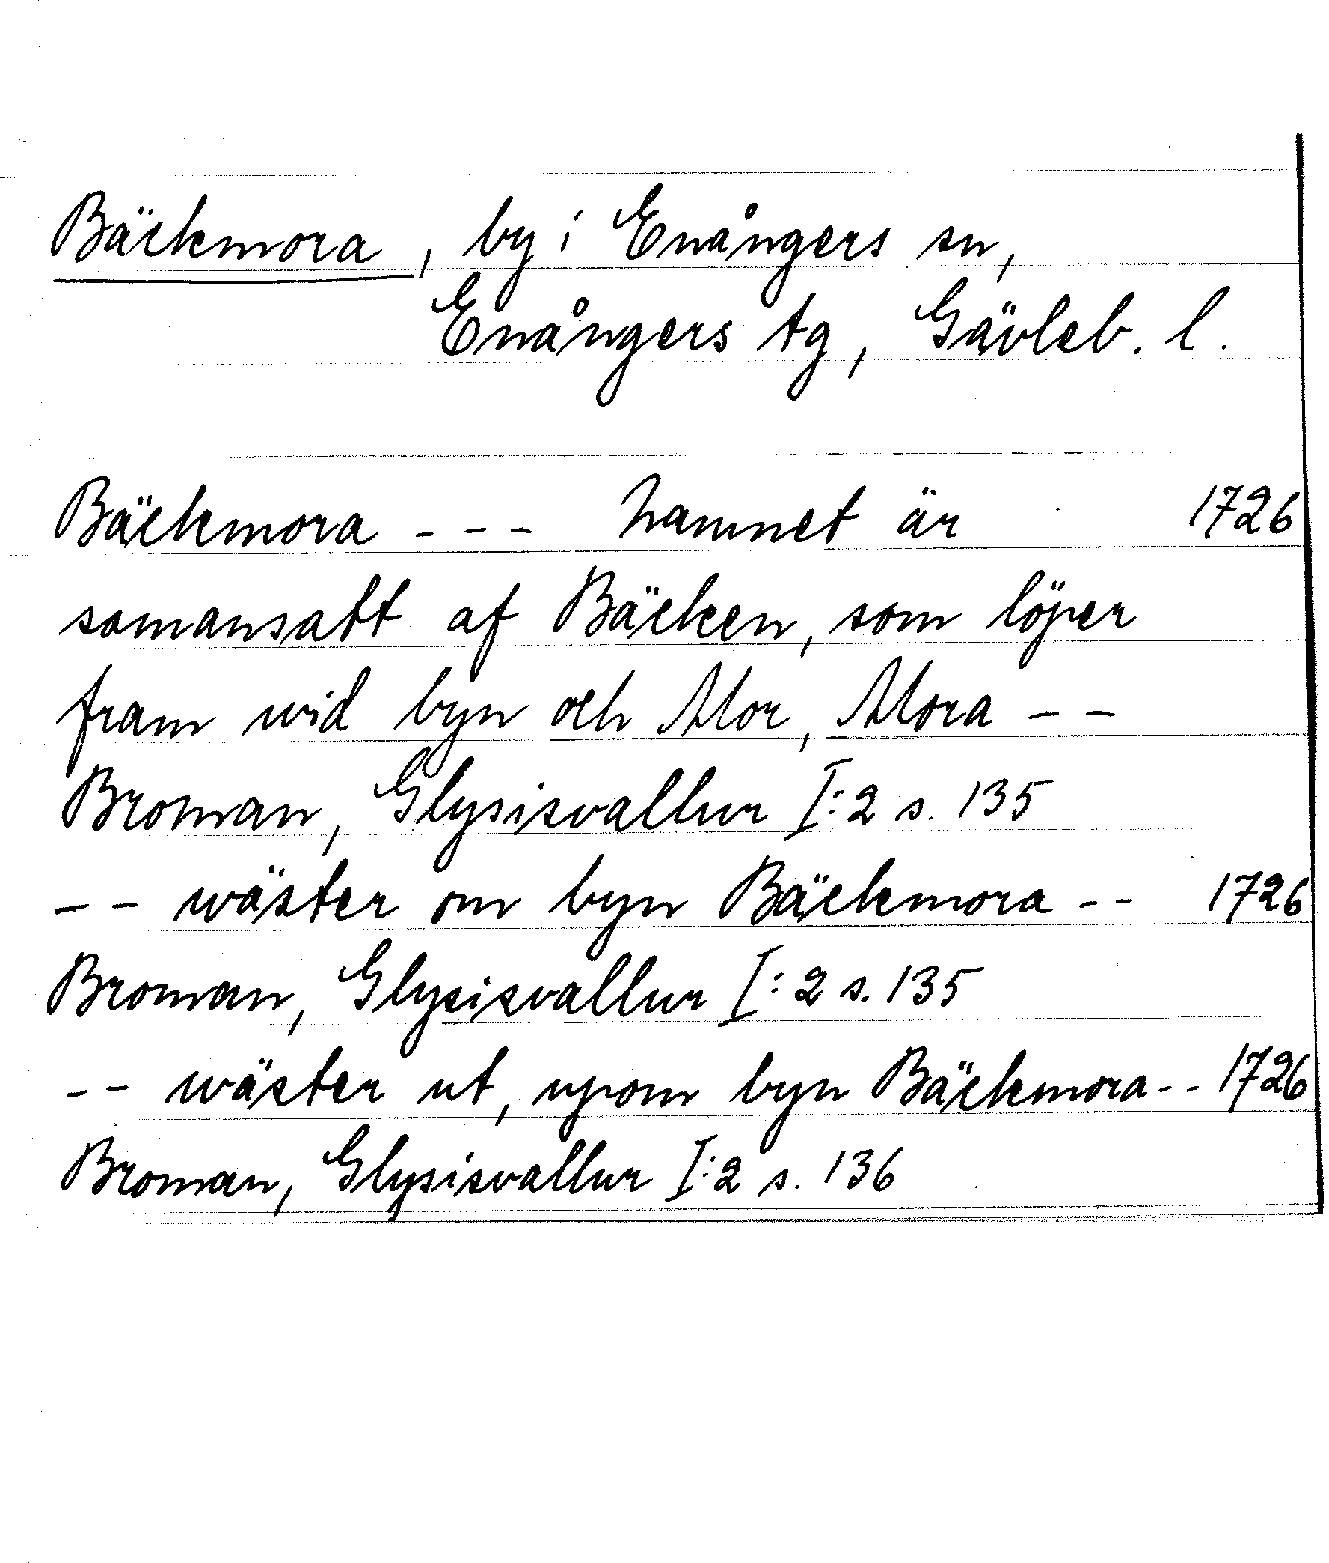 Bäckmora, by i Enångers sn,
Enångers tg, Gävleb. l.
Bäckmora --- Namnet är 1726
samansatt af Bäcken, som löper
fram wid byn och Mor, Mora --
Broman, Glysisvallur I:2 s. 135
-- wäster om byn Bäckmora -- 1726
Broman, Glysisvallur I:2 s. 135
-- wäster ut, upom byn Bäckmora -- 1726
Broman, Glysisvallur I:2 s. 136